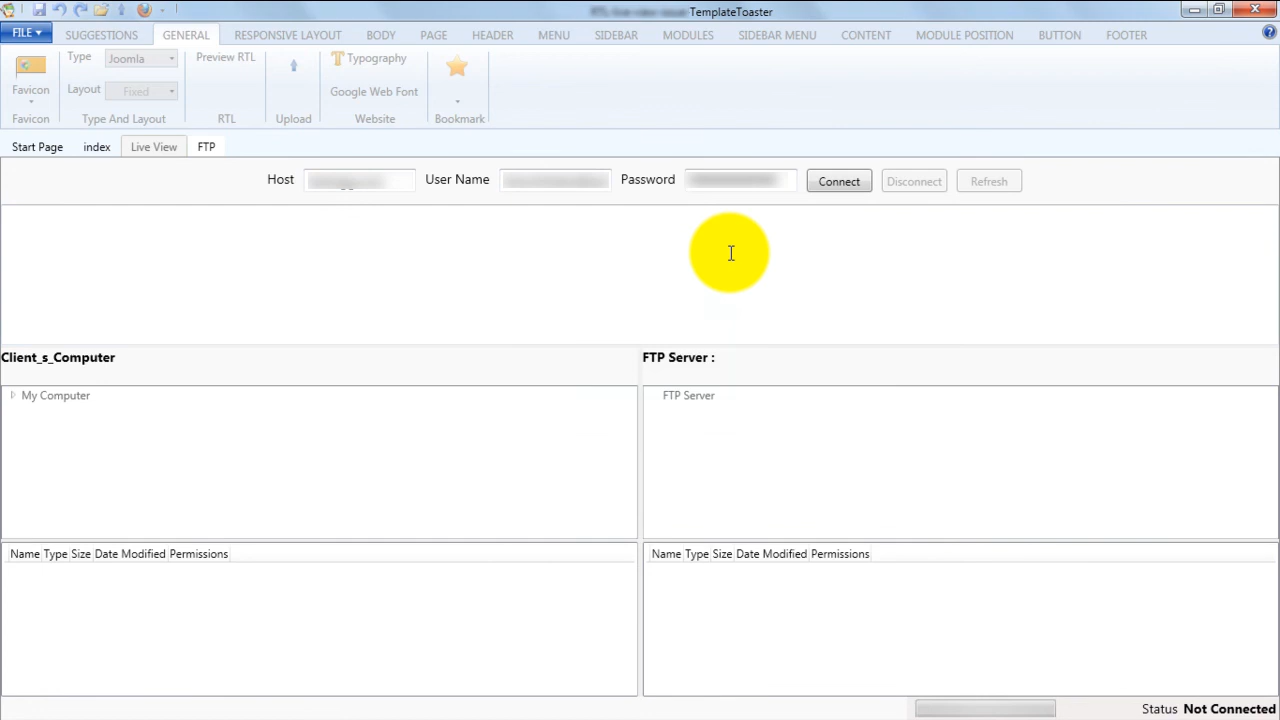 TemplateToaster
FILE SUGGESTIONS GENERAL RESPONSIVE LAYOUT BODY PAGE HEADER MENU SIDEBAR MODULES SIDEBAR MENU CONTENT MODULE POSITION BUTTON FOOTER
Type Joomla Preview RTL Typography
Favicon Layout Fixed Google Web Font
Favicon Type And Layout RTL Upload Website Bookmark
Start Page index Live View FTP
Host User Name Password Connect Disconnect Refresh
Client_s_Computer FTP Server :
My Computer FTP Server
Name Type Size Date Modified Permissions Name Type Size Date Modified Permissions
Status Not Connected